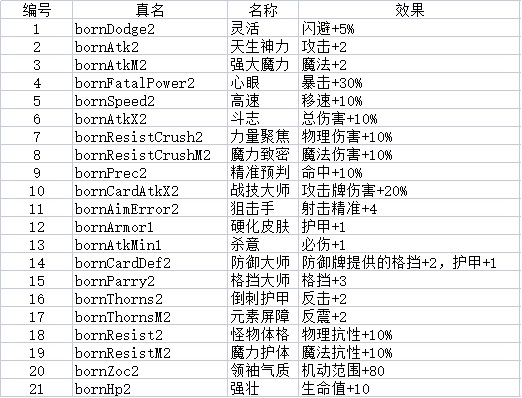 编号 真名 名称 效果
1 bornDodge2 灵活 闪避+5%
2 bornAtk2 天生神力 攻击+2
3 bornAtkM2 强大魔力 魔法+2
4 bornFatalPower2 心眼 暴击+30%
5 bornSpeed2 高速 移速+10%
6 bornAtkX2 斗志 总伤害+10%
7 bornResistCrush2 力量聚焦 物理伤害+10%
8 bornResistCrushM2 魔力致密 魔法伤害+10%
9 bornPrec2 精准预判 命中+10%
10 bornCardAtkX2 战技大师 攻击牌伤害+20%
11 bornAimError2 狙击手 射击精准+4
12 bornArmor1 硬化皮肤 护甲+1
13 bornAtkMin1 杀意 必伤+1
14 bornCardDef2 防御大师 防御牌提供的格挡+2，护甲+1
15 bornParry2 格挡大师 格挡+3
16 bornThorns2 倒刺护甲 反击+2
17 bornThornsM2 元素屏障 反震+2
18 bornResist2 怪物体格 物理抗性+10%
19 bornResistM2 魔力护体 魔法抗性+10%
20 bornZoc2 领袖气质 机动范围+80
21 bornHp2 强壮 生命值+10